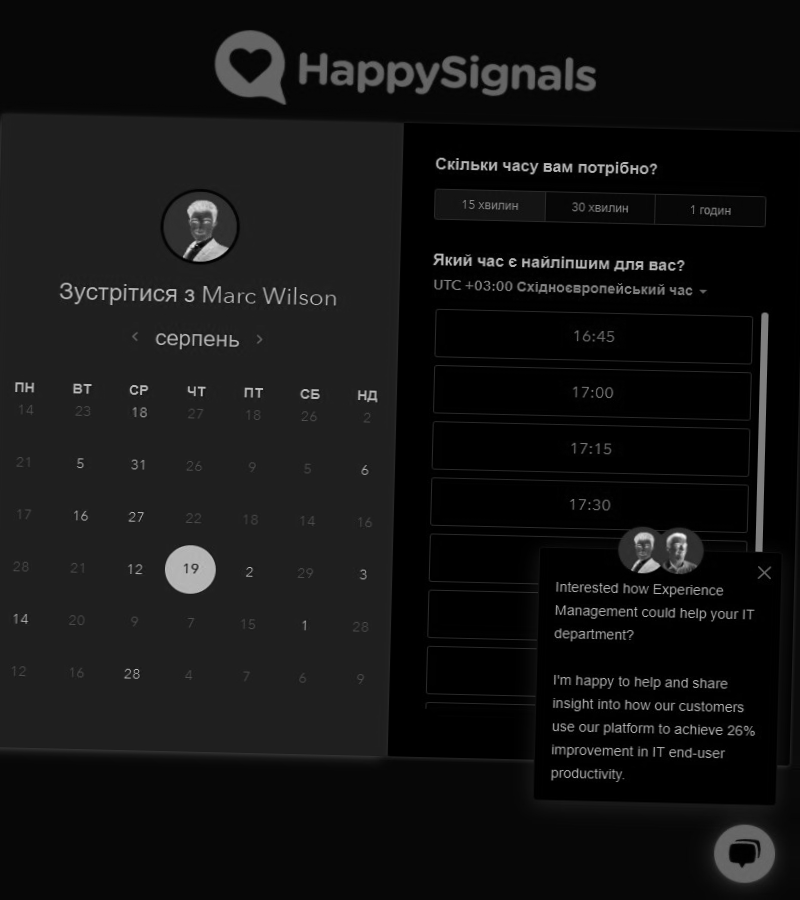 HappySignals
Зустрітися з Marc Wilson
серпень
ПН ВТ СР ЧТ ПТ СБ НД
14 23 18 27 18 26 2
21 5 31 26 9 5 6
17 16 27 22 18 14 16
28 21 12 19 2 29 3
14 20 9 7 15 1 28
12 16 28 4 7 6 9
Скільки часу вам потрібно?
15 хвилин 30 хвилин 1 годин
Який час є найліпшим для вас?
UTC +03:00 Східноєвропейський час
16:45
17:00
17:15
17:30
Interested how Experience
Management could help your IT
department?
I'm happy to help and share
insight into how our customers
use our platform to achieve 26%
improvement in IT end-user
productivity.